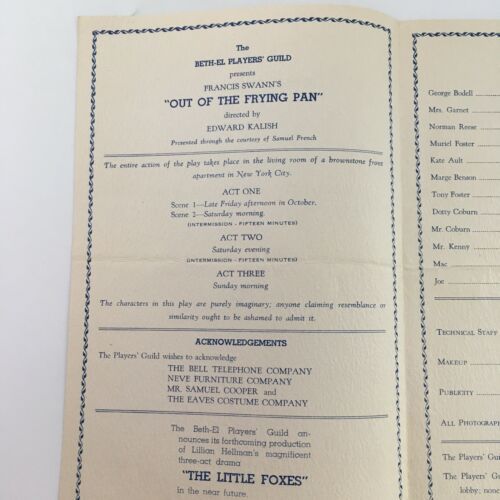 The
BETH-EL PLAYERS' GUILD
presents
FRANCIS SWANN'S
"OUT OF THE FRYING PAN"
directed by
EDWARD KALISH
Presented through the courtesy of Samuel French
The entire action of the play takes place in the living room of a brownstone front
apartment in New York City.
ACT ONE
Scene 1—Late Friday afternoon in October.
Scene 2—Saturday morning.
(INTERMISSION - FIFTEEN MINUTES)
ACT TWO
Saturday evening
(INTERMISSION - FIFTEEN MINUTES)
ACT THREE
Sunday morning
The characters in this play are purely imaginary; anyone claiming resemblance or
similarity ought to be ashamed to admit it.
ACKNOWLEDGEMENTS
The Players' Guild wishes to acknowledge
THE BELL TELEPHONE COMPANY
NEVE FURNITURE COMPANY
MR. SAMUEL COOPER and
THE EAVES COSTUME COMPANY
The Beth-El Players' Guild an-
nounces its forthcoming production
of Lillian Hellman's magnificent
three-act drama
"THE LITTLE FOXES"
in the near future.
George Bodell
Mrs. Garnet
Norman Reese
Muriel Foster
Kate Ault
Marge Benson
Tony Foster
Dotty Coburn
Mr. Coburn
Mr. Kenny
Mac
Joe
TECHNICAL STAFF
MAKEUP
PUBLICITY
ALL PHOTOGRAP
The Players' Gui
The Players' G
lobby; none